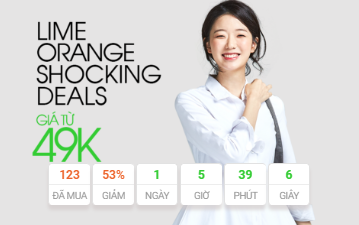 LIME
ORANGE
SHOCKING
DEALS
GIÁ TỪ
49K
123 53% 1 5 39 6
ĐÃ MUA GIẢM NGÀY GIỜ PHÚT GIÂY